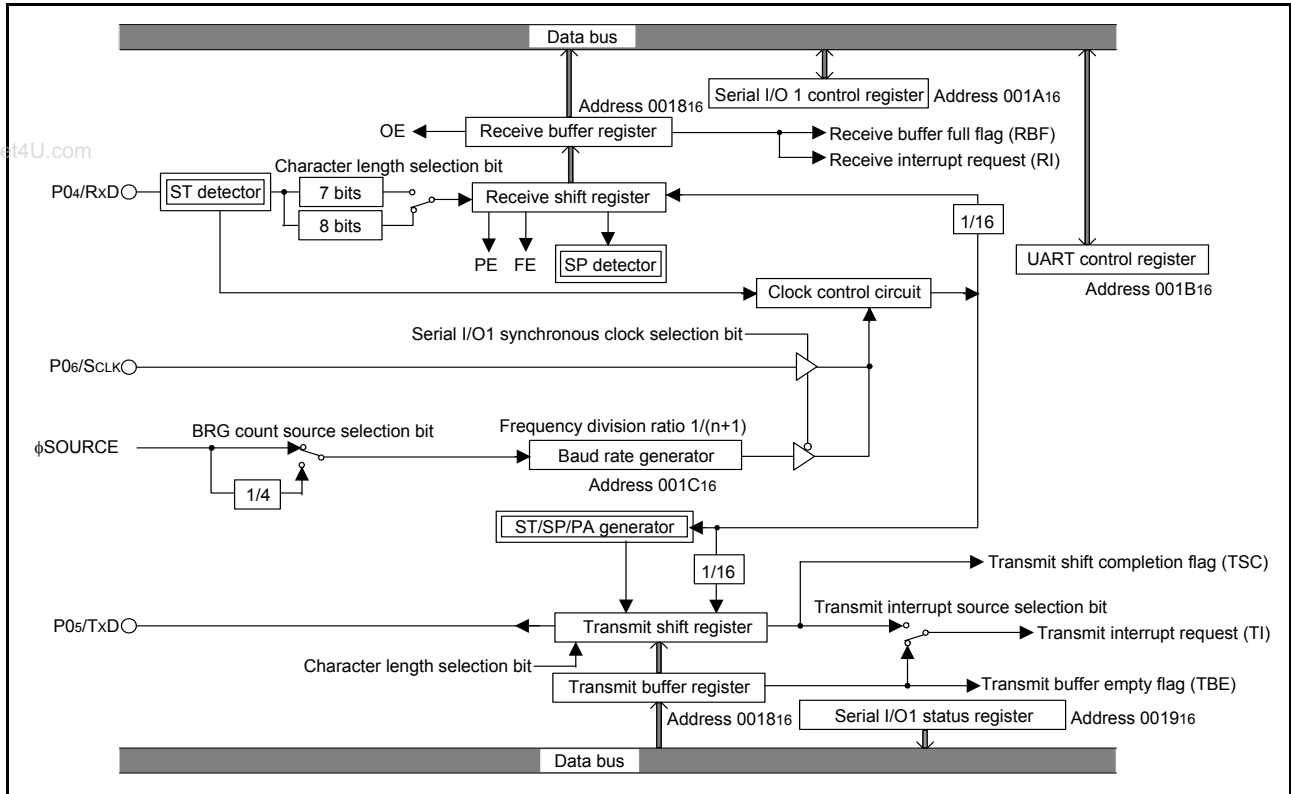 Data bus
Serial I/O 1 control register
Address 001A16
Address 001816
OE
Receive buffer register
Receive buffer full flag (RBF)
Receive interrupt request (RI)
et4U.com
Character length selection bit
P04/RXD
ST detector
7 bits
8 bits
Receive shift register
1/16
PE
FE
SP detector
UART control register
Address 001B16
Clock control circuit
Serial I/O1 synchronous clock selection bit
P06/SCLK
BRG count source selection bit
Frequency division ratio 1/(n+1)
φSOURCE
Baud rate generator
1/4
Address 001C16
ST/SP/PA generator
1/16
Transmit shift completion flag (TSC)
Transmit interrupt source selection bit
P05/TXD
Transmit shift register
Transmit interrupt request (TI)
Character length selection bit
Transmit buffer register
Transmit buffer empty flag (TBE)
Address 001816
Serial I/O1 status register
Address 001916
Data bus